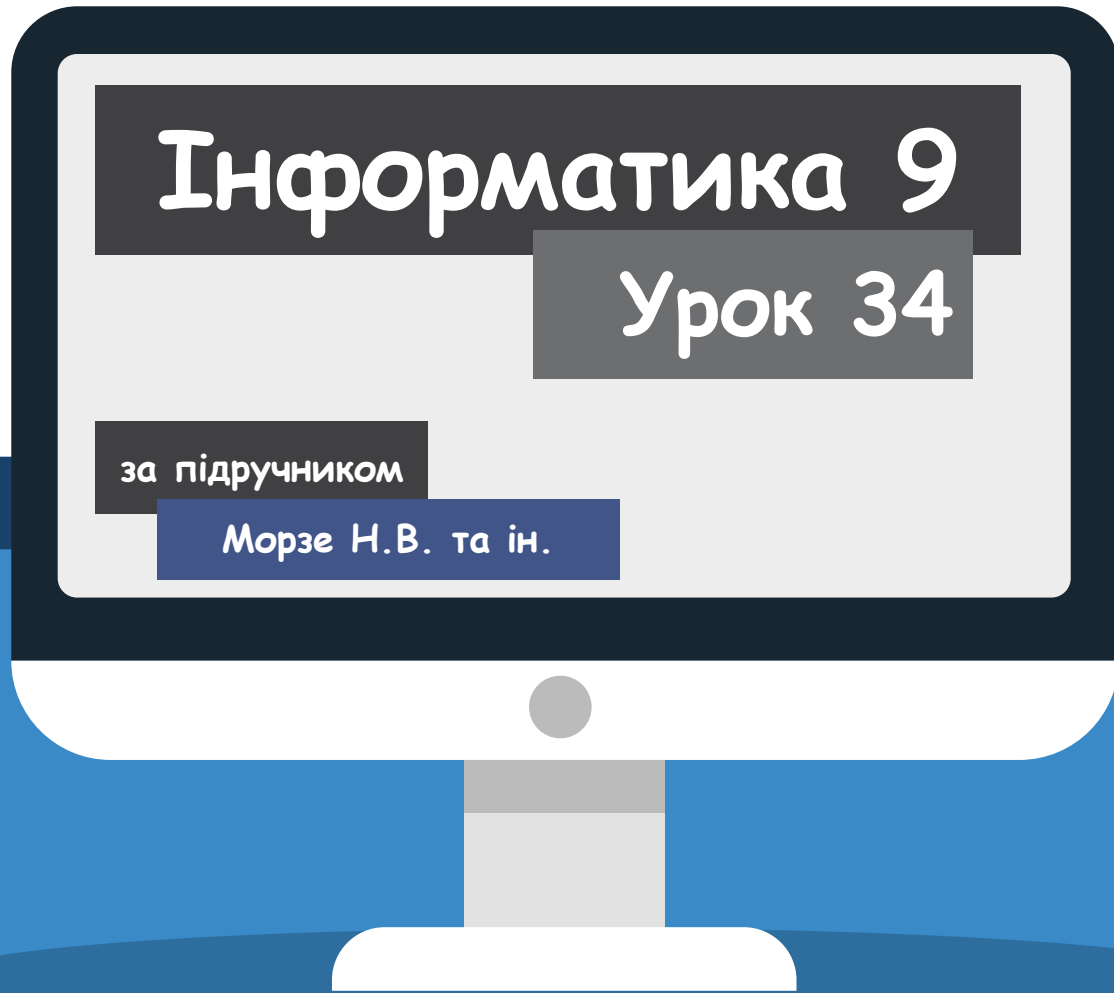 Інформатика 9
Урок 34
за підручником
Морзе Н.В. та ін.